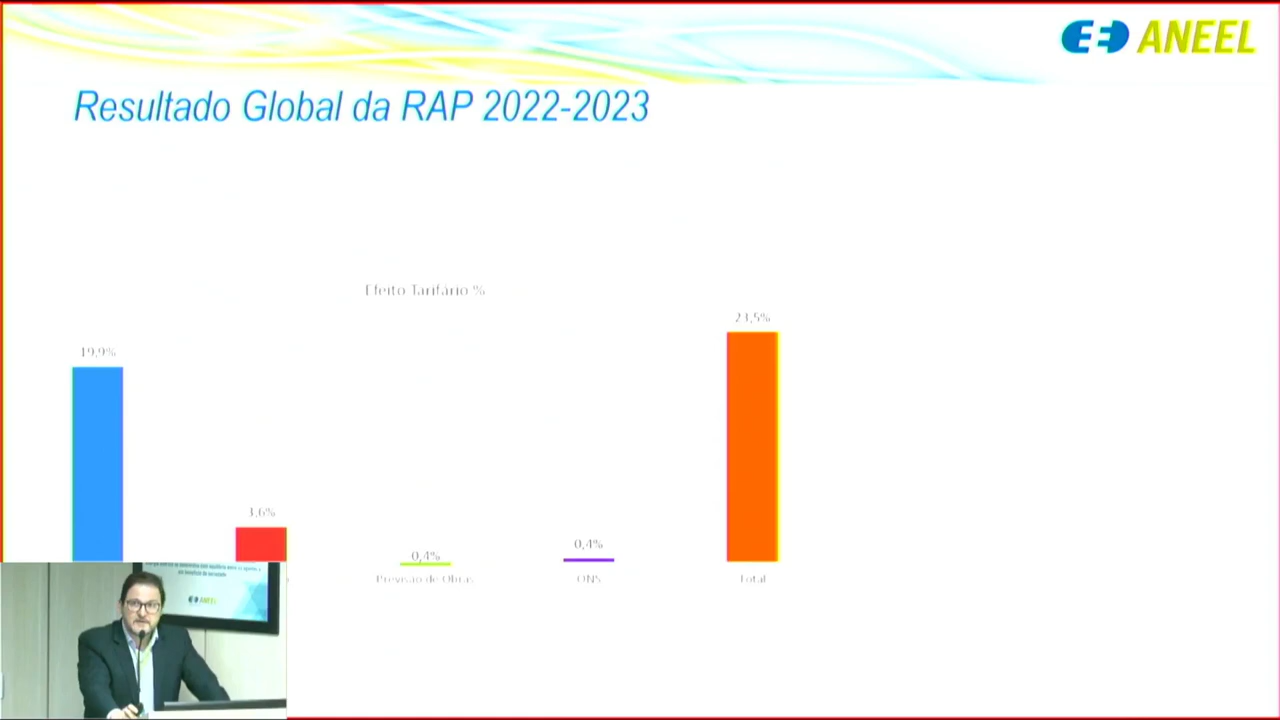 ANEEL
Resultado Global da RAP 2022-2023
Efeito Tarifário %
23,5%
19,9%
3,6%
0,4%
0,4%
Previsão de Obras
ONS
Total
ANEEL